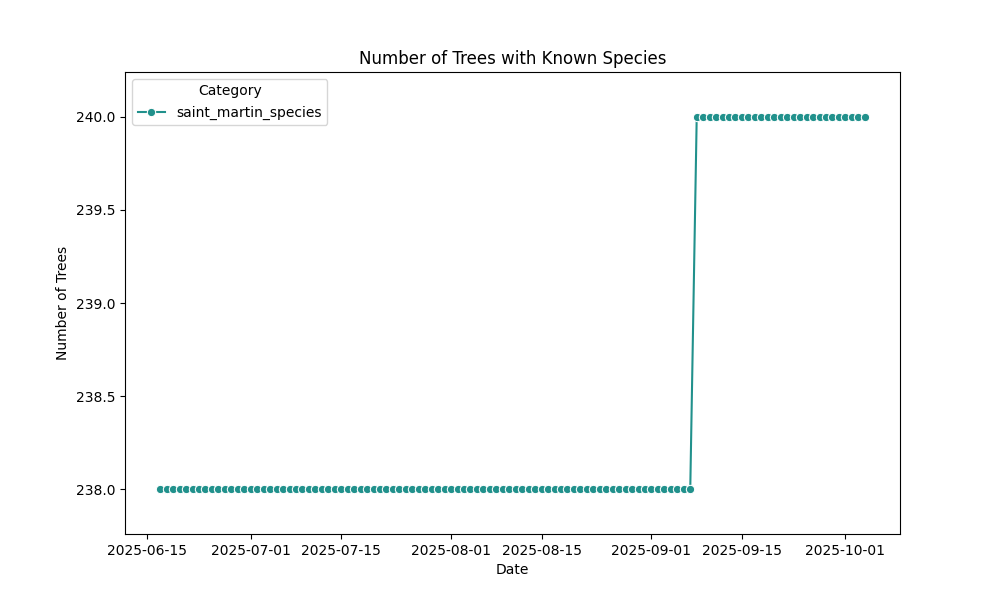 Number of Trees with Known Species
Category
saint_martin_species
240.0
239.5
239.0
238.5
238.0
Number of Trees
2025-06-15 2025-07-01 2025-07-15 2025-08-01 2025-08-15 2025-09-01 2025-09-15 2025-10-01
Date